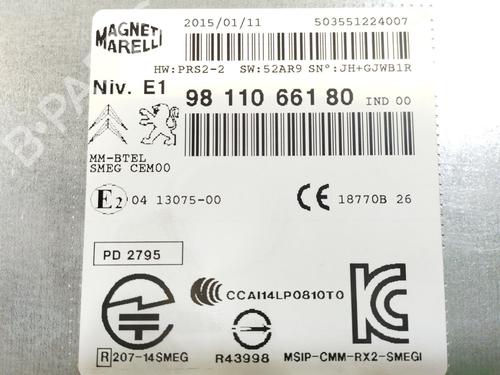 MAGNETI MARELLI
2015/01/11 503551224007
HW:PRS2-2 SW:52AR9 SN°:JH+GJWB1R
Niv. E1
98 110 661 80 IND 00
MM-BTEL
SMEG CEM00
E2 04 13075-00 CE 18770B 26
PD 2795
CCAI14LP0810T0
R 207-14SMEG R43998 MSIP-CMM-RX2-SMEGI
B-PARTS